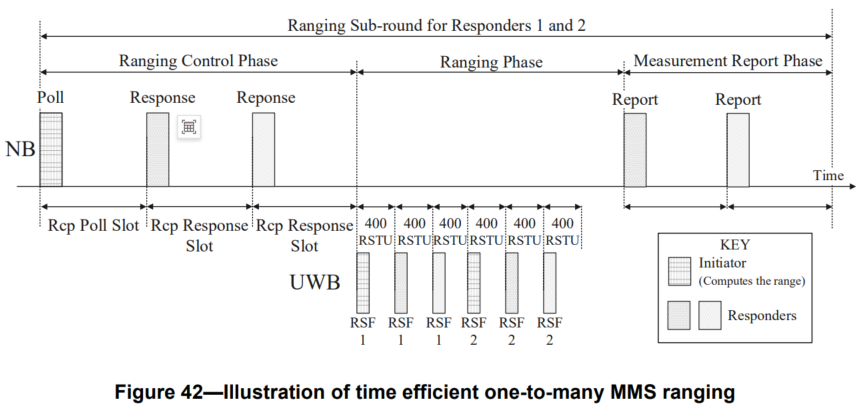 Ranging Sub-round for Responders 1 and 2
Ranging Control Phase
Ranging Phase
Measurement Report Phase
Poll
Response
Reponse
Report
Report
NB
Time
Rcp Poll Slot
Rcp Response
Slot
Rcp Response
Slot
400
RSTU
400
RSTU
400
RSTU
400
RSTU
400
RSTU
400
RSTU
UWB
RSF
1
RSF
1
RSF
1
RSF
2
RSF
2
RSF
2
KEY
Initiator
(Computes the range)
Responders
Figure 42—Illustration of time efficient one-to-many MMS ranging